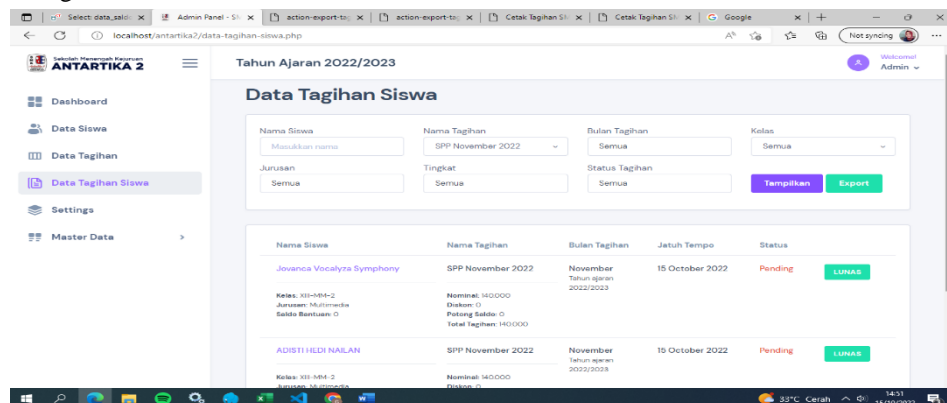 Select: data_saldo
Admin Panel - SM
action-export-tag
action-export-tag
Cetak Tagihan SM
Cetak Tagihan SM
Google
localhost/antartika2/data-tagihan-siswa.php
Not syncing
Sekolah Menengah Kejuruan
ANTARTIKA 2
Tahun Ajaran 2022/2023
A
Welcome!
Admin
Dashboard
Data Siswa
Data Tagihan
Data Tagihan Siswa
Settings
Master Data
Data Tagihan Siswa
Nama Siswa Nama Tagihan Bulan Tagihan Kelas
Masukkan nama SPP November 2022 Semua Semua
Jurusan Tingkat Status Tagihan
Semua Semua Semua Tampilkan Export
Nama Siswa Nama Tagihan Bulan Tagihan Jatuh Tempo Status
Jovanca Vocalyza Symphony SPP November 2022 November 15 October 2022 Pending LUNAS
Tahun ajaran
2022/2023
Kelas: XII-MM-2 Nominal: 140.000
Jurusan: Multimedia Diskon: 0
Saldo Bantuan: 0 Potong Saldo: 0
Total Tagihan: 140.000
ADISTI HEDI NAILAN SPP November 2022 November 15 October 2022 Pending LUNAS
Tahun ajaran
2022/2023
Kelas: XII-MM-2 Nominal: 140.000
Jurusan: Multimedia Diskon: 0
33°C Cerah
14:51
15/10/2022